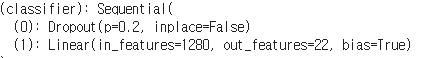 (classifier): Sequential(
(0): Dropout(p=0.2, inplace=False)
(1): Linear(in_features=1280, out_features=22, bias=True)